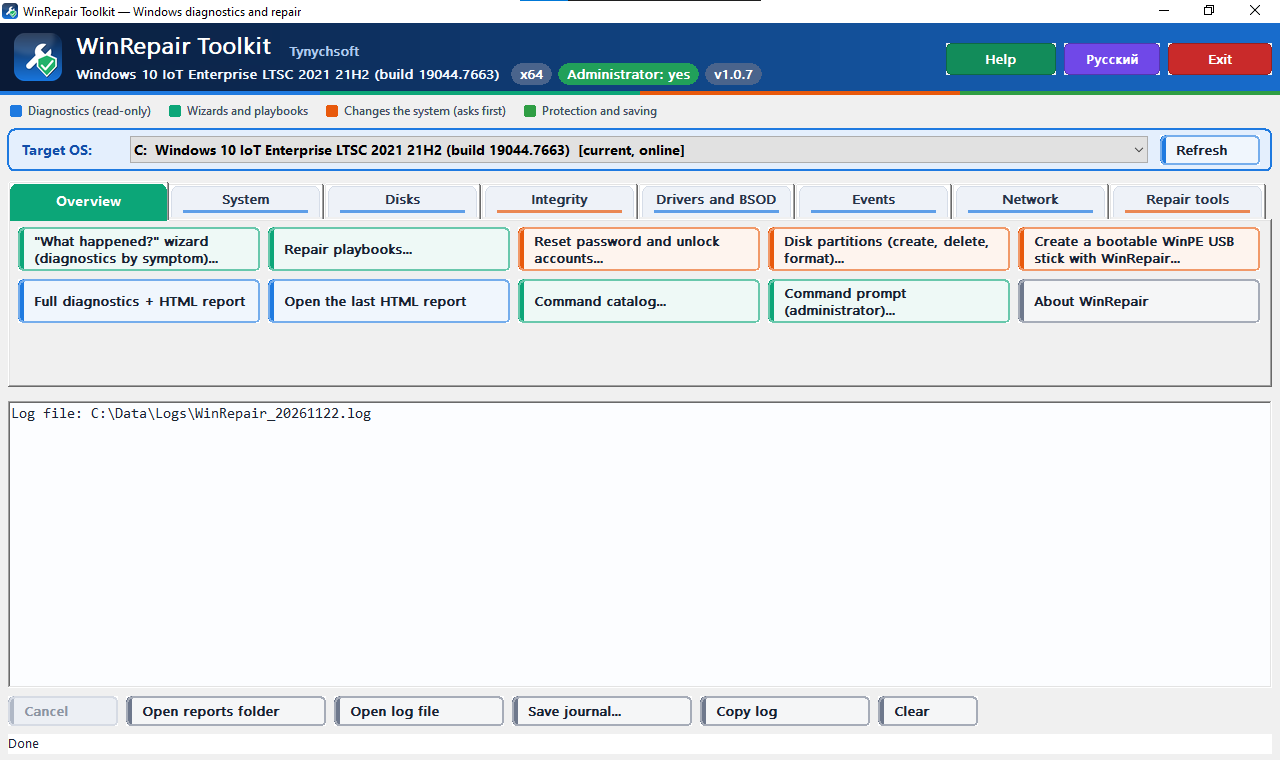 WinRepair Toolkit — Windows diagnostics and repair
WinRepair Toolkit Tynychsoft
Windows 10 IoT Enterprise LTSC 2021 21H2 (build 19044.7663) x64 Administrator: yes v1.0.7
Help Русский Exit
Diagnostics (read-only) Wizards and playbooks Changes the system (asks first) Protection and saving
Target OS: C: Windows 10 IoT Enterprise LTSC 2021 21H2 (build 19044.7663) [current, online] Refresh
Overview System Disks Integrity Drivers and BSOD Events Network Repair tools
"What happened?" wizard
(diagnostics by symptom)...
Repair playbooks...
Reset password and unlock
accounts...
Disk partitions (create, delete,
format)...
Create a bootable WinPE USB
stick with WinRepair...
Full diagnostics + HTML report
Open the last HTML report
Command catalog...
Command prompt
(administrator)...
About WinRepair
Log file: C:\Data\Logs\WinRepair_20261122.log
Cancel Open reports folder Open log file Save journal... Copy log Clear
Done